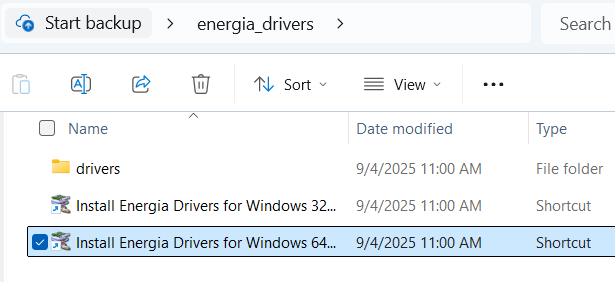 Start backup > energia_drivers > Search
Sort View •••
Name Date modified Type
drivers 9/4/2025 11:00 AM File folder
Install Energia Drivers for Windows 32... 9/4/2025 11:00 AM Shortcut
Install Energia Drivers for Windows 64... 9/4/2025 11:00 AM Shortcut